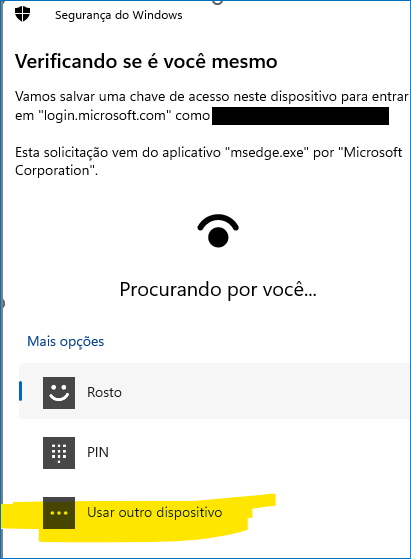 Segurança do Windows
Verificando se é você mesmo
Vamos salvar uma chave de acesso neste dispositivo para entrar
em "login.microsoft.com" como
Esta solicitação vem do aplicativo "msedge.exe" por "Microsoft
Corporation".
Procurando por você...
Mais opções
Rosto
PIN
Usar outro dispositivo